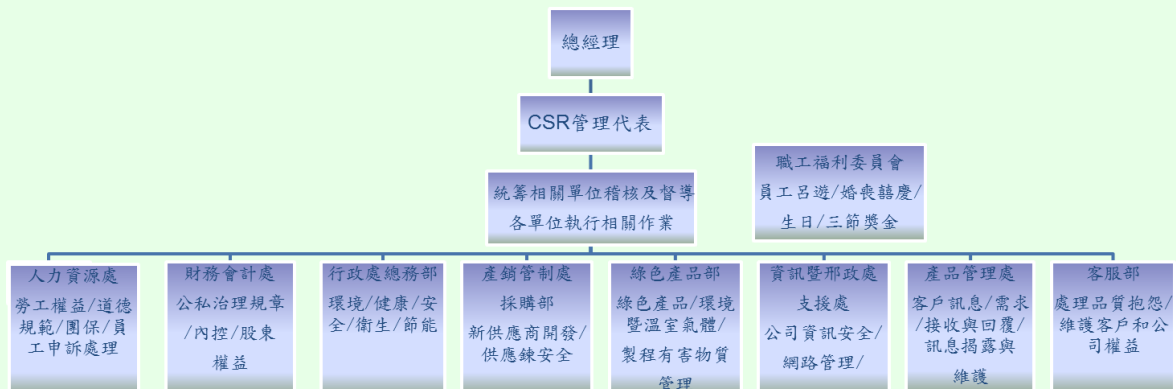 總經理
CSR管理代表
職工福利委員會
員工呂遊/婚喪囍慶/
生日/三節獎金
統籌相關單位稽核及督導
各單位執行相關作業
人力資源處
勞工權益/道德
規範/團保/員
工申訴處理
財務會計處
公私治理規章
/內控/股東
權益
行政處總務部
環境/健康/安
全/衛生/節能
產銷管制處
採購部
新供應商開發/
供應鍊安全
綠色產品部
綠色產品/環境
暨溫室氣體/
製程有害物質
管理
資訊暨邢政處
支援處
公司資訊安全/
網路管理/
產品管理處
客戶訊息/需求
/接收與回覆/
訊息揭露與
維護
客服部
處理品質抱怨/
維護客戶和公
司權益